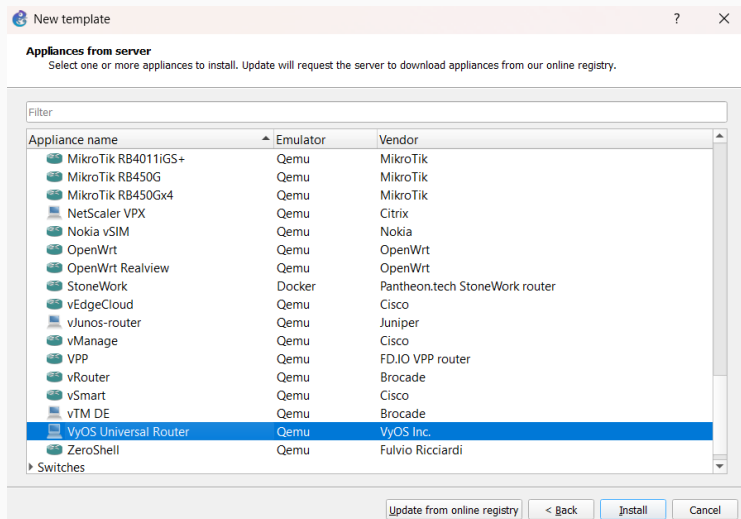 New template
?
Appliances from server
Select one or more appliances to install. Update will request the server to download appliances from our online registry.
Filter
Appliance name Emulator Vendor
MikroTik RB4011iGS+ Qemu MikroTik
MikroTik RB450G Qemu MikroTik
MikroTik RB450Gx4 Qemu MikroTik
NetScaler VPX Qemu Citrix
Nokia vSIM Qemu Nokia
OpenWrt Qemu OpenWrt
OpenWrt Realview Qemu OpenWrt
StoneWork Docker Pantheon.tech StoneWork router
vEdgeCloud Qemu Cisco
vJunos-router Qemu Juniper
vManage Qemu Cisco
VPP Qemu FD.IO VPP router
vRouter Qemu Brocade
vSmart Qemu Cisco
vTM DE Qemu Brocade
VyOS Universal Router Qemu VyOS Inc.
ZeroShell Qemu Fulvio Ricciardi
Switches
Update from online registry < Back Install Cancel